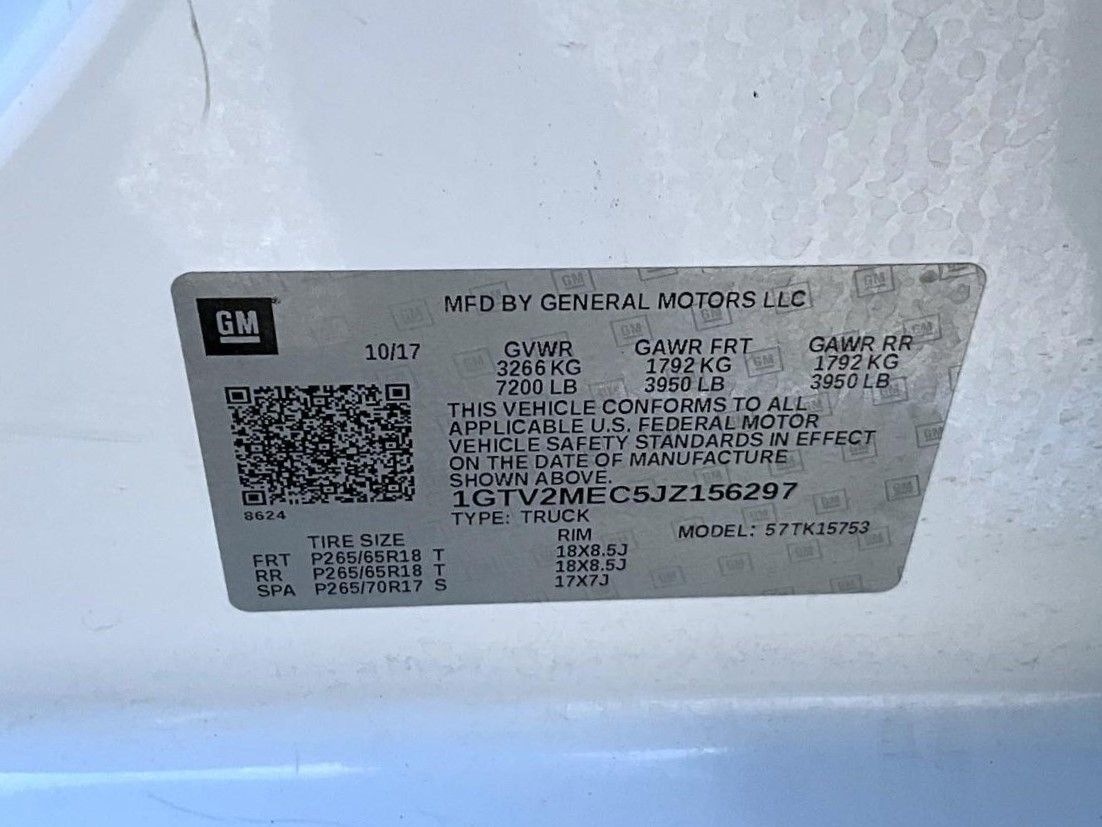 GM
MFD BY GENERAL MOTORS LLC
10/17
GVWR GAWR FRT GAWR RR
3266 KG 1792 KG 1792 KG
7200 LB 3950 LB 3950 LB
THIS VEHICLE CONFORMS TO ALL
APPLICABLE U.S. FEDERAL MOTOR
VEHICLE SAFETY STANDARDS IN EFFECT
ON THE DATE OF MANUFACTURE
SHOWN ABOVE.
1GTV2MEC5JZ156297
8624
TYPE: TRUCK MODEL: 57TK15753
TIRE SIZE RIM
FRT P265/65R18 T 18X8.5J
RR P265/65R18 T 18X8.5J
SPA P265/70R17 S 17X7J